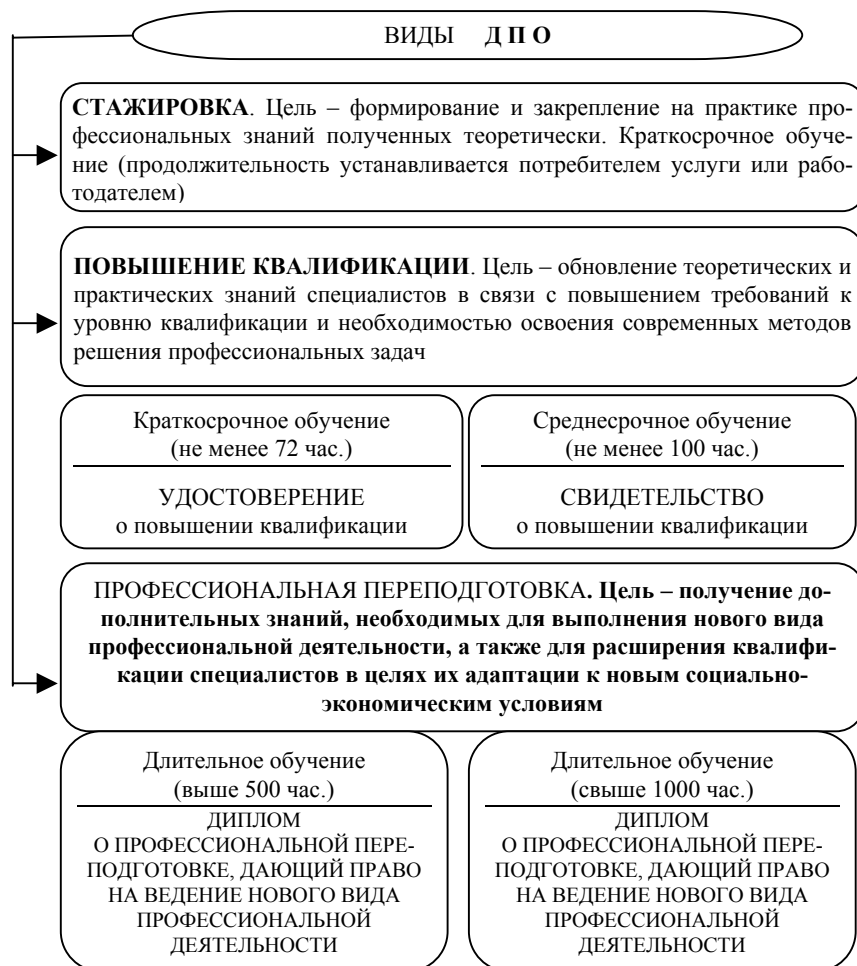 ВИДЫ Д П О
СТАЖИРОВКА. Цель – формирование и закрепление на практике про-
фессиональных знаний полученных теоретически. Краткосрочное обуче-
ние (продолжительность устанавливается потребителем услуги или рабо-
тодателем)
ПОВЫШЕНИЕ КВАЛИФИКАЦИИ. Цель – обновление теоретических и
практических знаний специалистов в связи с повышением требований к
уровню квалификации и необходимостью освоения современных методов
решения профессиональных задач
Краткосрочное обучение
(не менее 72 час.)
УДОСТОВЕРЕНИЕ
о повышении квалификации
Среднесрочное обучение
(не менее 100 час.)
СВИДЕТЕЛЬСТВО
о повышении квалификации
ПРОФЕССИОНАЛЬНАЯ ПЕРЕПОДГОТОВКА. Цель – получение до-
полнительных знаний, необходимых для выполнения нового вида
профессиональной деятельности, а также для расширения квалифи-
кации специалистов в целях их адаптации к новым социально-
экономическим условиям
Длительное обучение
(выше 500 час.)
ДИПЛОМ
О ПРОФЕССИОНАЛЬНОЙ ПЕРЕ-
ПОДГОТОВКЕ, ДАЮЩИЙ ПРАВО
НА ВЕДЕНИЕ НОВОГО ВИДА
ПРОФЕССИОНАЛЬНОЙ
ДЕЯТЕЛЬНОСТИ
Длительное обучение
(свыше 1000 час.)
ДИПЛОМ
О ПРОФЕССИОНАЛЬНОЙ ПЕРЕ-
ПОДГОТОВКЕ, ДАЮЩИЙ ПРАВО
НА ВЕДЕНИЕ НОВОГО ВИДА
ПРОФЕССИОНАЛЬНОЙ
ДЕЯТЕЛЬНОСТИ